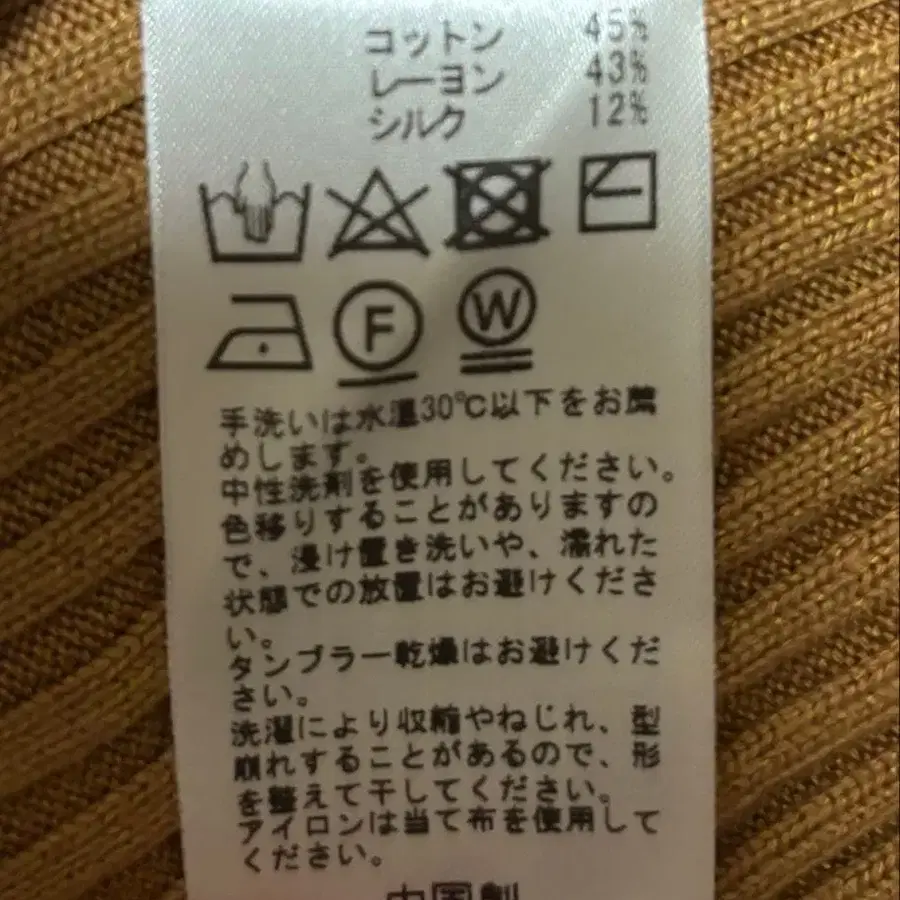 コットン 45%
レーヨン 43%
シルク 12%
F W
手洗いは水温30℃以下をお薦
めします。
中性洗剤を使用してください。
色移りすることがありますの
で、浸け置き洗いや、濡れた
状態での放置はお避けくださ
い。
タンブラー乾燥はお避けくだ
さい。
洗濯により収縮やねじれ、型
崩れすることがあるので、形
を整えて干してください。
アイロンは当て布を使用して
ください。
中国製